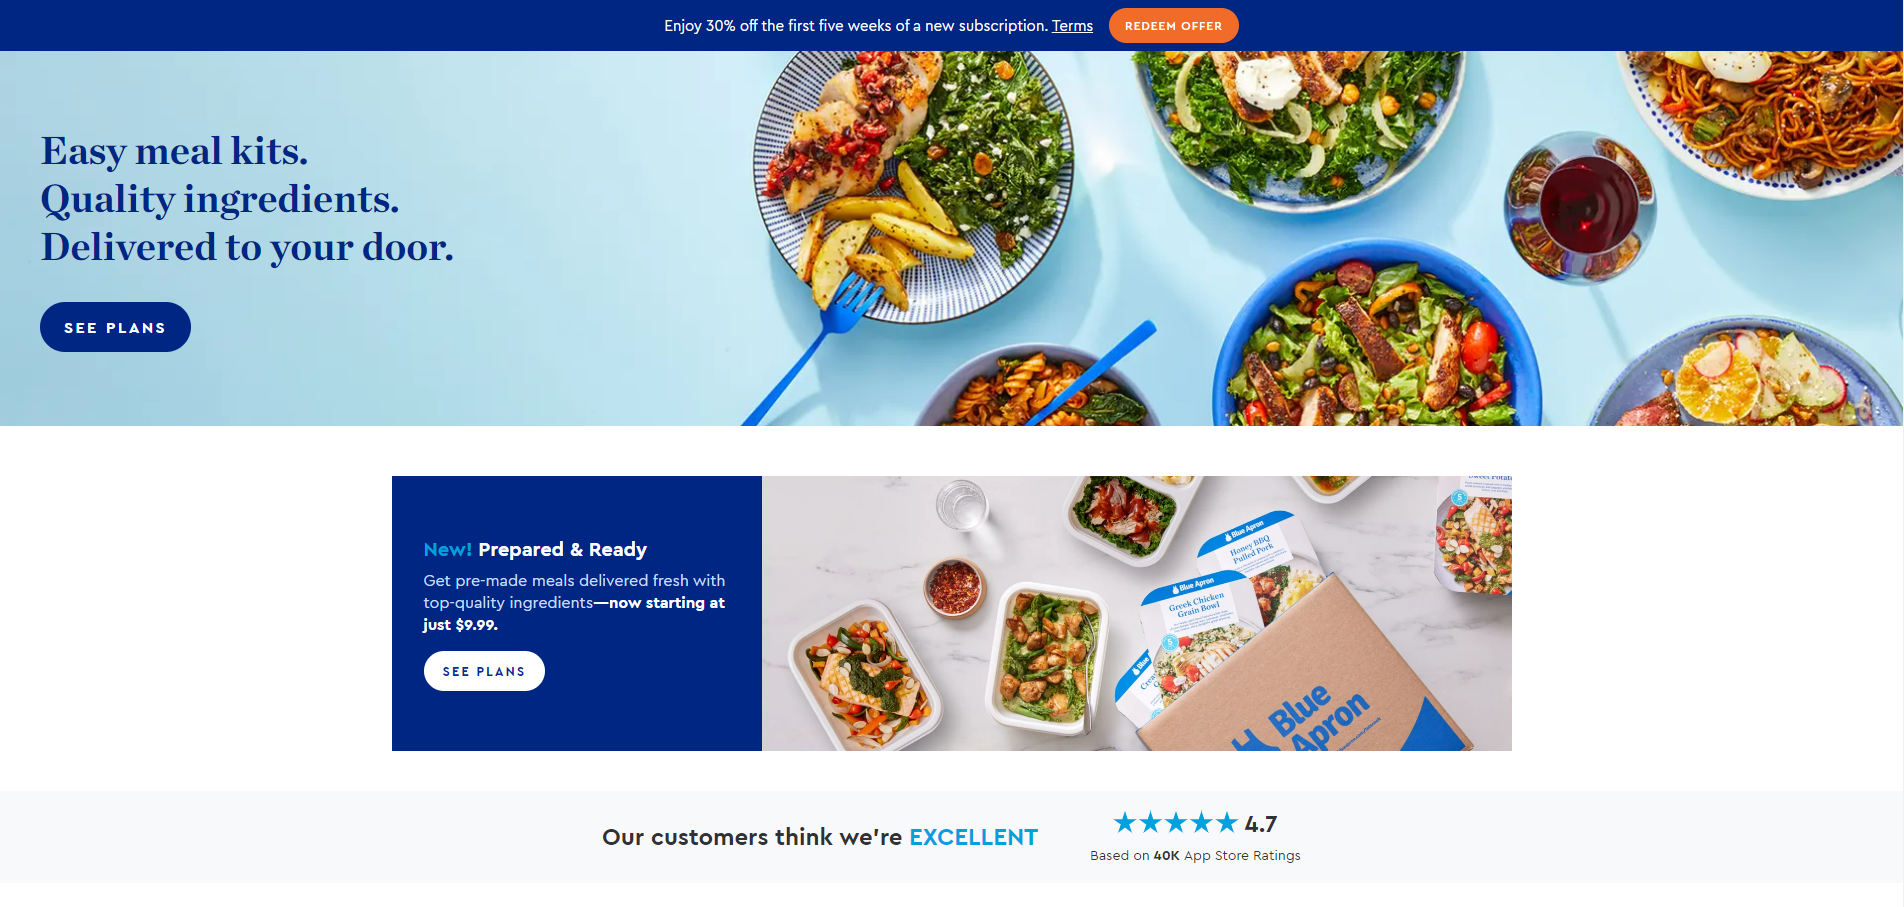 Enjoy 30% off the first five weeks of a new subscription. Terms
REDEEM OFFER
Easy meal kits.
Quality ingredients.
Delivered to your door.
SEE PLANS
New! Prepared & Ready
Get pre-made meals delivered fresh with
top-quality ingredients—now starting at
just $9.99.
SEE PLANS
Blue Apron
Honey BBQ
Pulled Pork
Blue Apron
Greek Chicken
Grain Bowl
Blue
Blue
Apron
Our customers think we're EXCELLENT
4.7
Based on 40K App Store Ratings